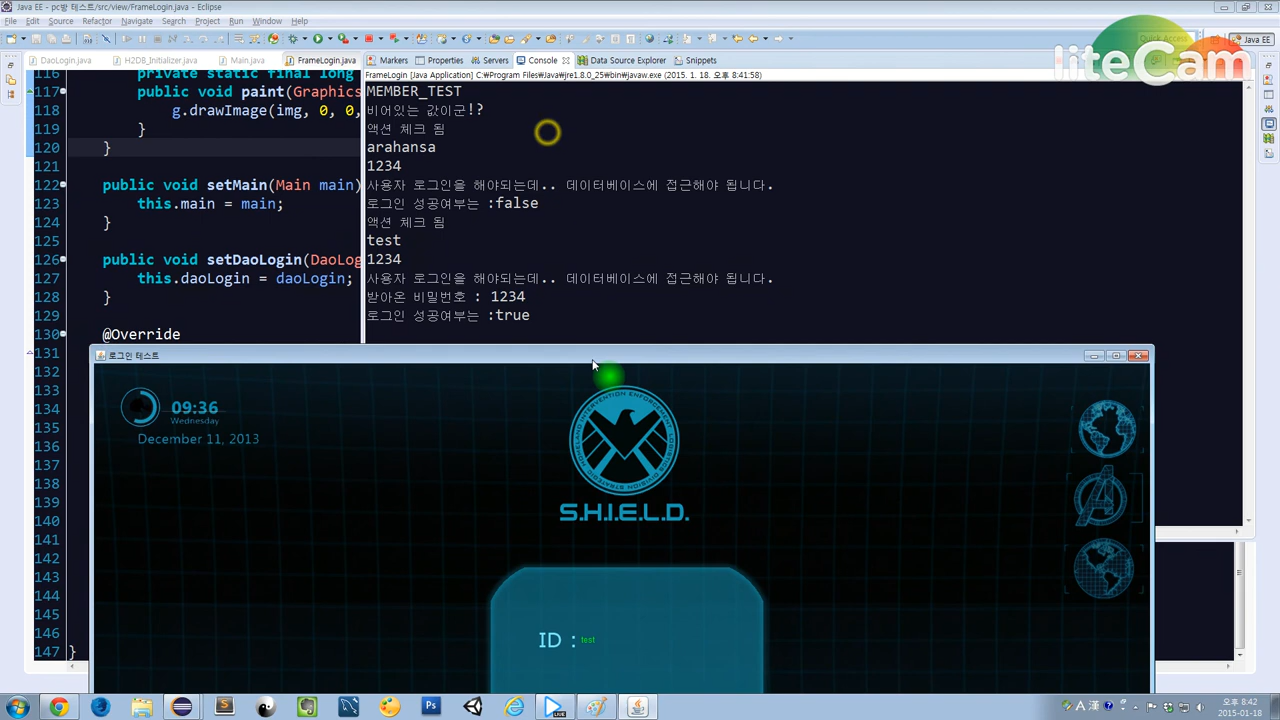 Java EE - pc방 테스트/src/view/FrameLogin.java - Eclipse
File Edit Source Refactor Navigate Search Project Run Window Help
Quick Access
Java EE
liteCam
DaoLogin.java H2DB_Initializer.java Main.java FrameLogin.java
Markers Properties Servers Console Data Source Explorer Snippets
FrameLogin [Java Application] C:₩Program Files₩Java₩jre1.8.0_25₩bin₩javaw.exe (2015. 1. 18. 오후 8:41:58)
116 private static final long
117 public void paint(Graphics
118 g.drawImage(img, 0, 0,
119 }
120 }
121
122 public void setMain(Main main)
123 this.main = main;
124 }
125
126 public void setDaoLogin(DaoLog
127 this.daoLogin = daoLogin;
128 }
129
130 @Override
131
132
133
134
135
136
137
138
139
140
141
142
143
144
145
146
147 }
MEMBER_TEST
비어있는 값이군!?
액션 체크 됨
arahansa
1234
사용자 로그인을 해야되는데.. 데이터베이스에 접근해야 됩니다.
로그인 성공여부는 :false
액션 체크 됨
test
1234
사용자 로그인을 해야되는데.. 데이터베이스에 접근해야 됩니다.
받아온 비밀번호 : 1234
로그인 성공여부는 :true
로그인 테스트
09:36
Wednesday
December 11, 2013
S.H.I.E.L.D.
ID : test
A 漢
오후 8:42
2015-01-18